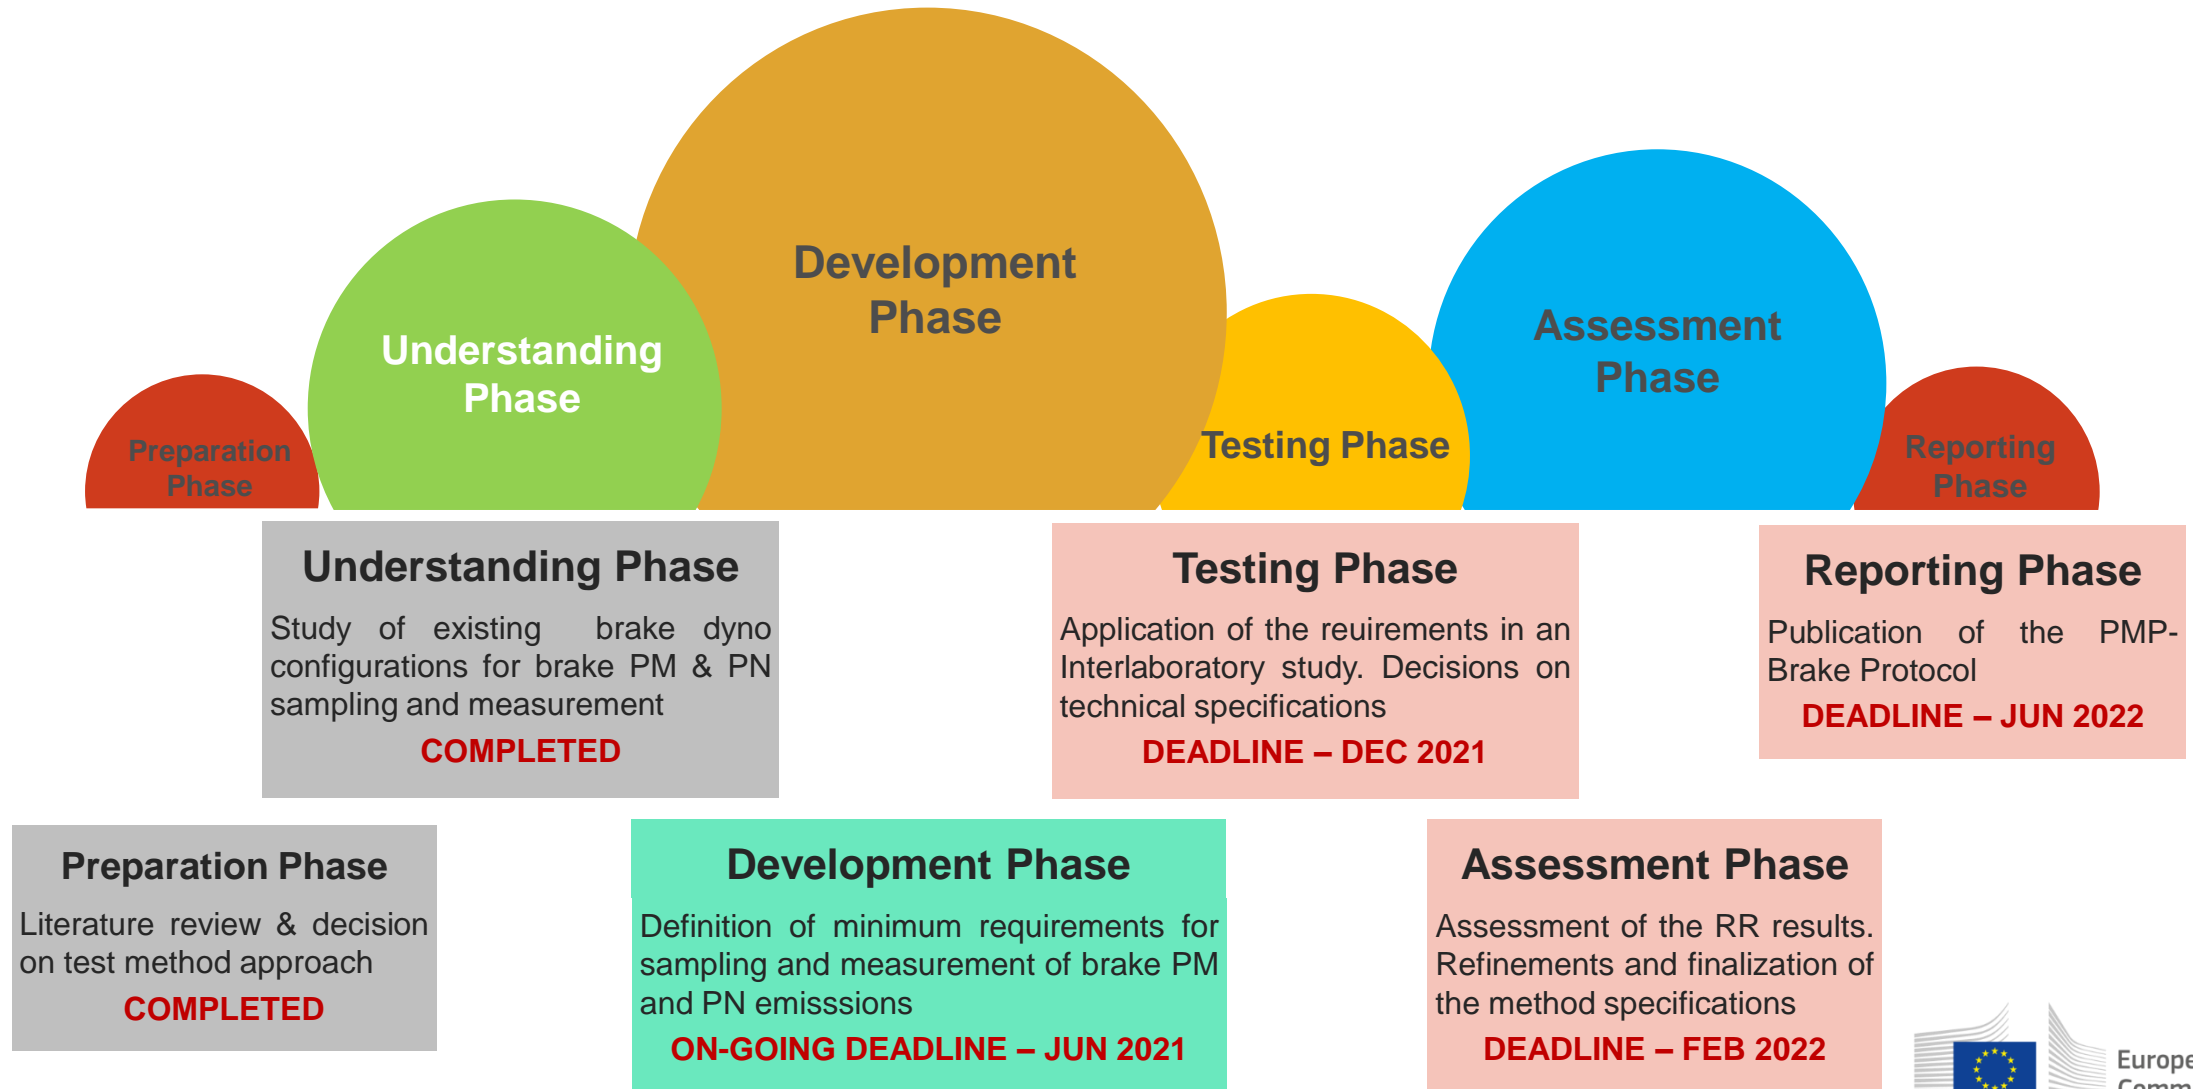 Development
Phase
Understanding
Phase
Assessment
Phase
Testing Phase
Preparation
Phase
Reporting
Phase
Understanding Phase
Study of existing brake dyno
configurations for brake PM & PN
sampling and measurement
COMPLETED
Testing Phase
Application of the reuirements in an
Interlaboratory study. Decisions on
technical specifications
DEADLINE – DEC 2021
Reporting Phase
Publication of the PMP-
Brake Protocol
DEADLINE – JUN 2022
Preparation Phase
Literature review & decision
on test method approach
COMPLETED
Development Phase
Definition of minimum requirements for
sampling and measurement of brake PM
and PN emisssions
ON-GOING DEADLINE – JUN 2021
Assessment Phase
Assessment of the RR results.
Refinements and finalization of
the method specifications
DEADLINE – FEB 2022
Europe